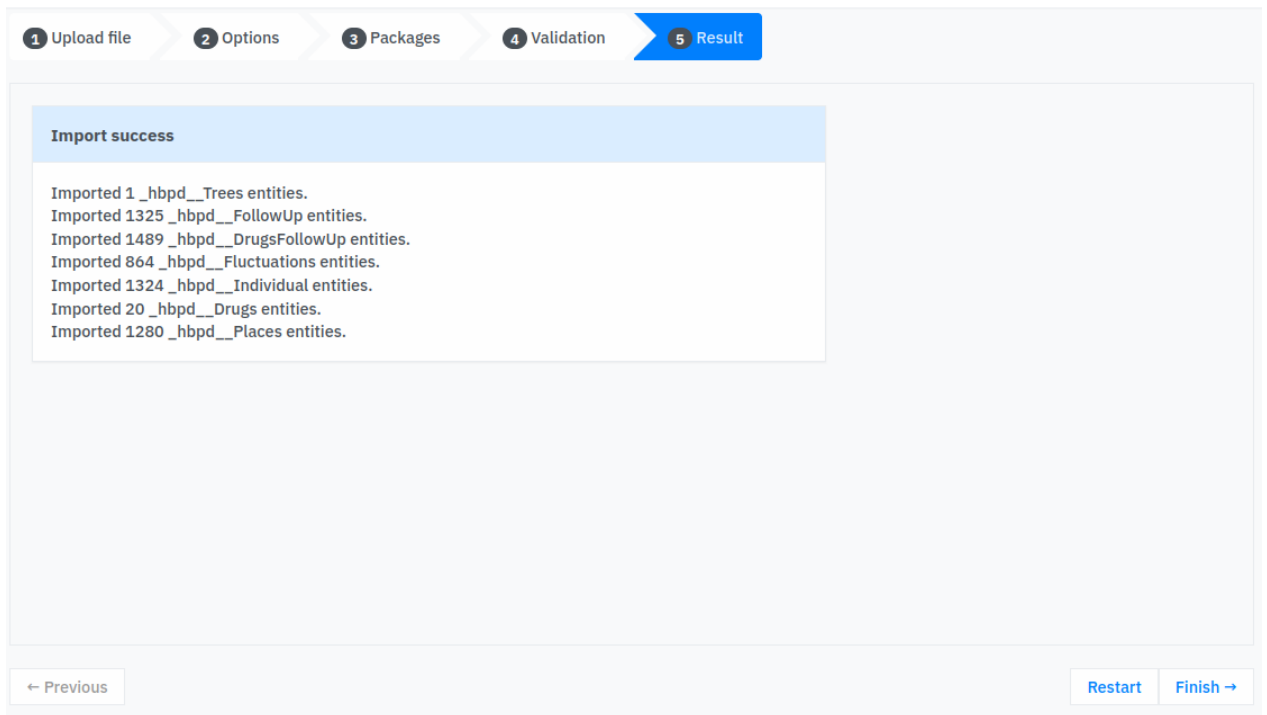 1 Upload file 2 Options 3 Packages 4 Validation 5 Result
Import success
Imported 1 _hbpd__Trees entities.
Imported 1325 _hbpd__FollowUp entities.
Imported 1489 _hbpd__DrugsFollowUp entities.
Imported 864 _hbpd__Fluctuations entities.
Imported 1324 _hbpd__Individual entities.
Imported 20 _hbpd__Drugs entities.
Imported 1280 _hbpd__Places entities.
← Previous Restart Finish →